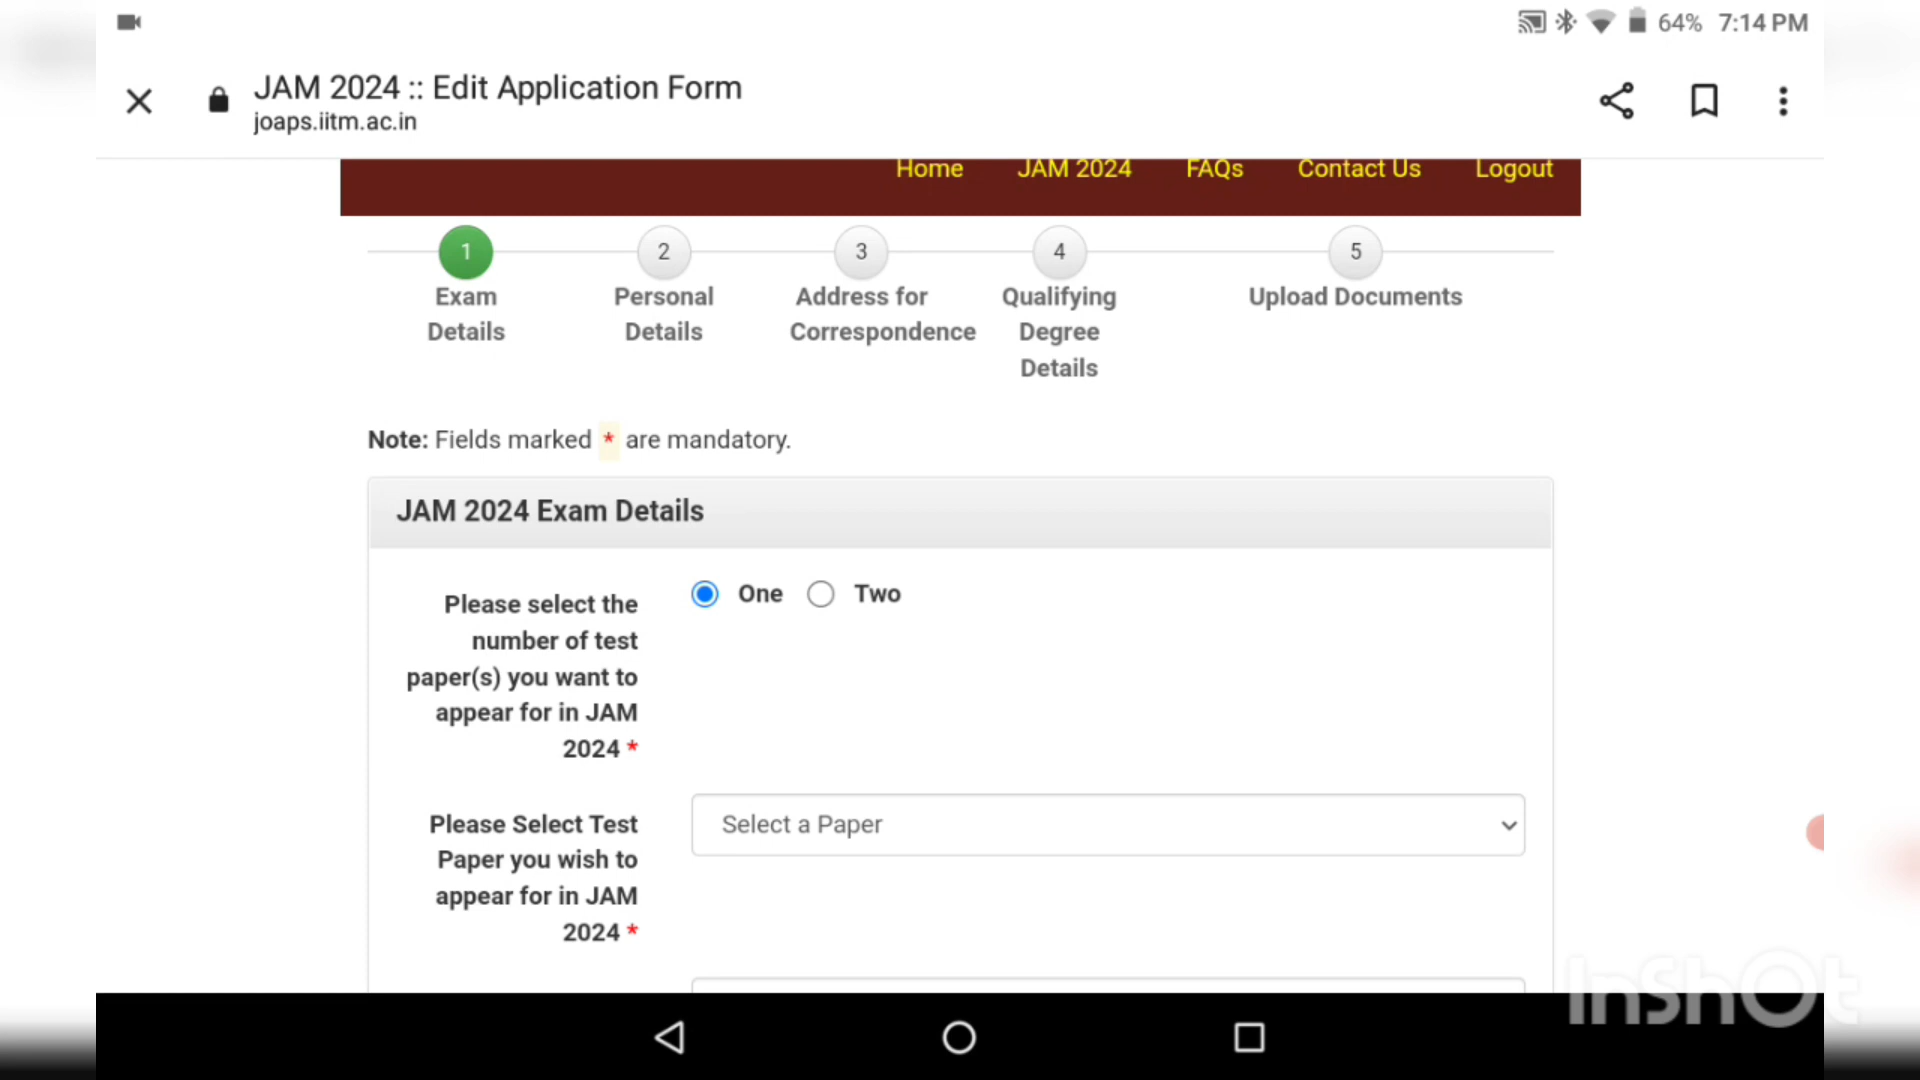 64% 7:14 PM
JAM 2024 :: Edit Application Form
joaps.iitm.ac.in
Home JAM 2024 FAQs Contact Us Logout
1 2 3 4 5
Exam Details
Personal Details
Address for Correspondence
Qualifying Degree Details
Upload Documents
Note: Fields marked * are mandatory.
JAM 2024 Exam Details
Please select the
number of test
paper(s) you want to
appear for in JAM
2024 *
One Two
Please Select Test
Paper you wish to
appear for in JAM
2024 *
Select a Paper
InShOt